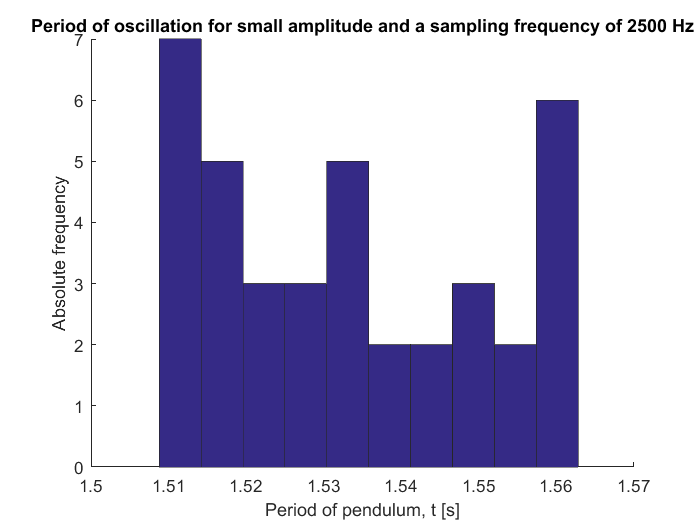 Period of oscillation for small amplitude and a sampling frequency of 2500 Hz
7
6
5
4
3
2
1
0
Absolute frequency
1.5 1.51 1.52 1.53 1.54 1.55 1.56 1.57
Period of pendulum, t [s]